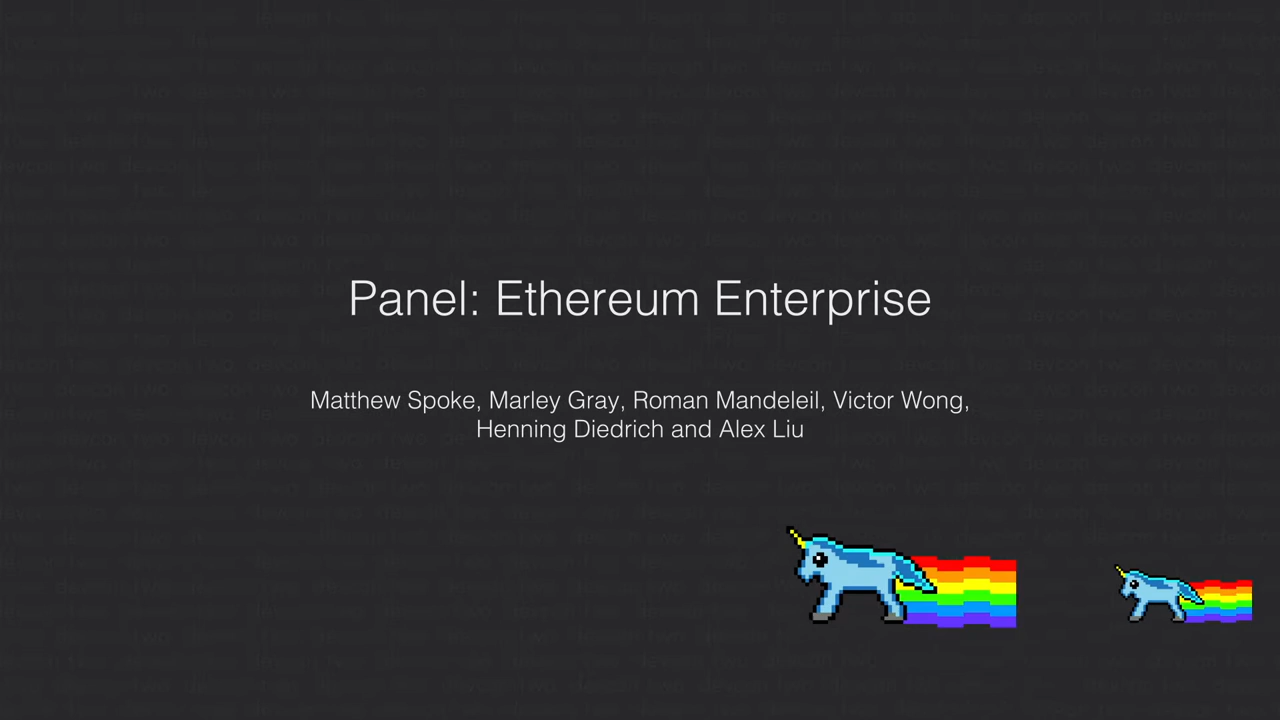 Panel: Ethereum Enterprise
Matthew Spoke, Marley Gray, Roman Mandeleil, Victor Wong,
Henning Diedrich and Alex Liu